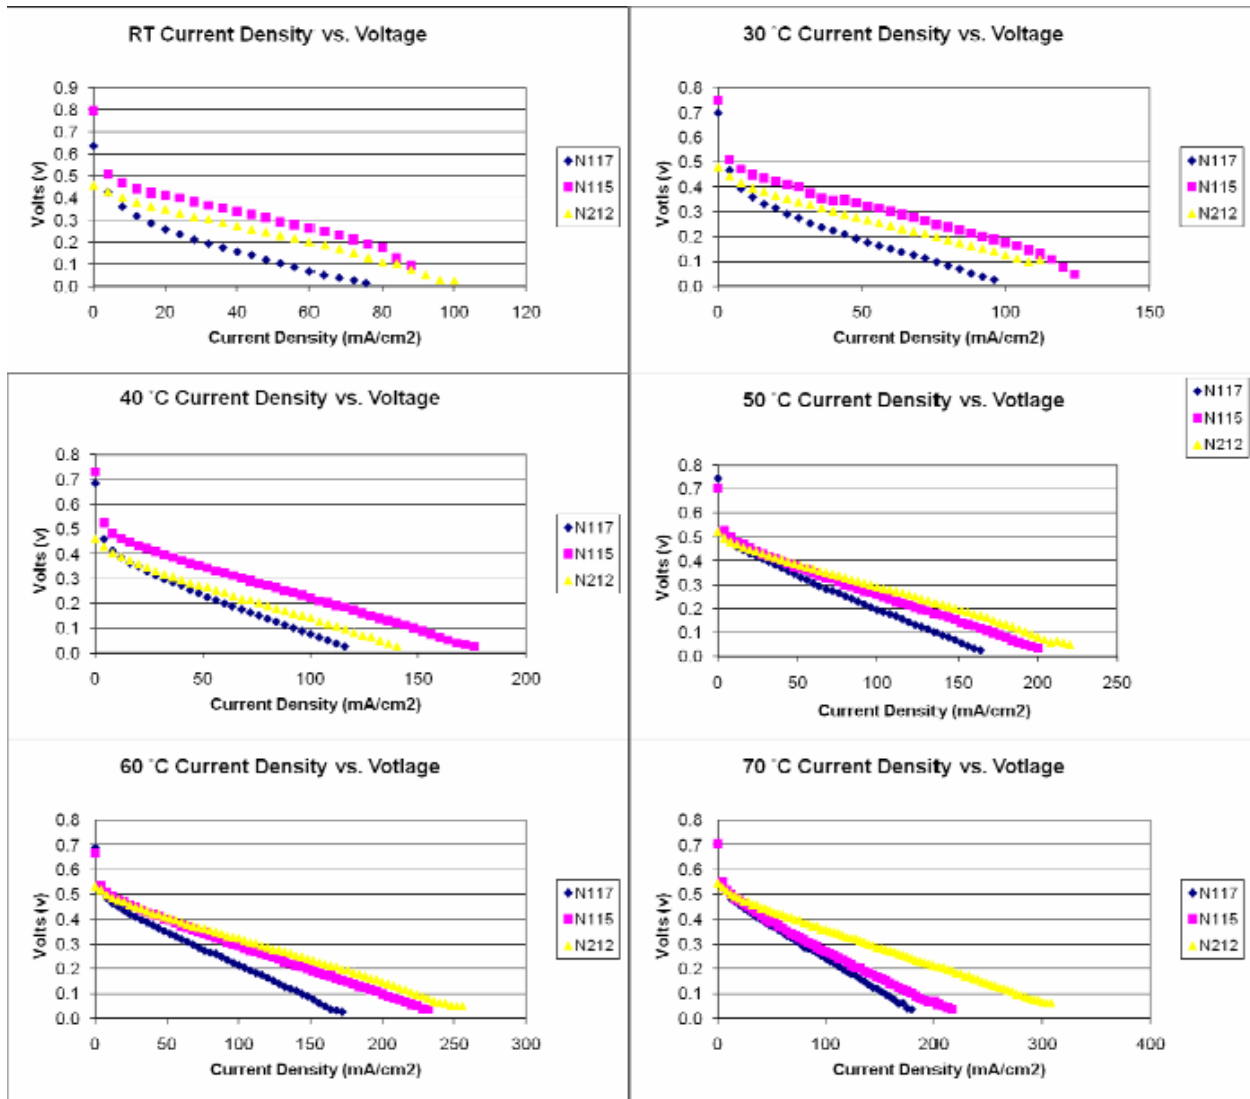 RT Current Density vs. Voltage
Volts (v)
0.9
0.8
0.7
0.6
0.5
0.4
0.3
0.2
0.1
0.0
0 20 40 60 80 100 120
Current Density (mA/cm2)
N117
N115
N212
30 °C Current Density vs. Voltage
Votls (v)
0.8
0.7
0.6
0.5
0.4
0.3
0.2
0.1
0.0
0 50 100 150
Current Density (mA/cm2)
N117
N115
N212
40 °C Current Density vs. Voltage
Volts (v)
0.8
0.7
0.6
0.5
0.4
0.3
0.2
0.1
0.0
0 50 100 150 200
Current Density (mA/cm2)
N117
N115
N212
50 °C Current Density vs. Votlage
Volts (v)
0.8
0.7
0.6
0.5
0.4
0.3
0.2
0.1
0.0
0 50 100 150 200 250
Current Density (mA/cm2)
N117
N115
N212
60 °C Current Density vs. Votlage
Volts (v)
0.8
0.7
0.6
0.5
0.4
0.3
0.2
0.1
0.0
0 50 100 150 200 250 300
Current Density (mA/cm2)
N117
N115
N212
70 °C Current Density vs. Votlage
Volts (v)
0.8
0.7
0.6
0.5
0.4
0.3
0.2
0.1
0.0
0 100 200 300 400
Current Density (mA/cm2)
N117
N115
N212